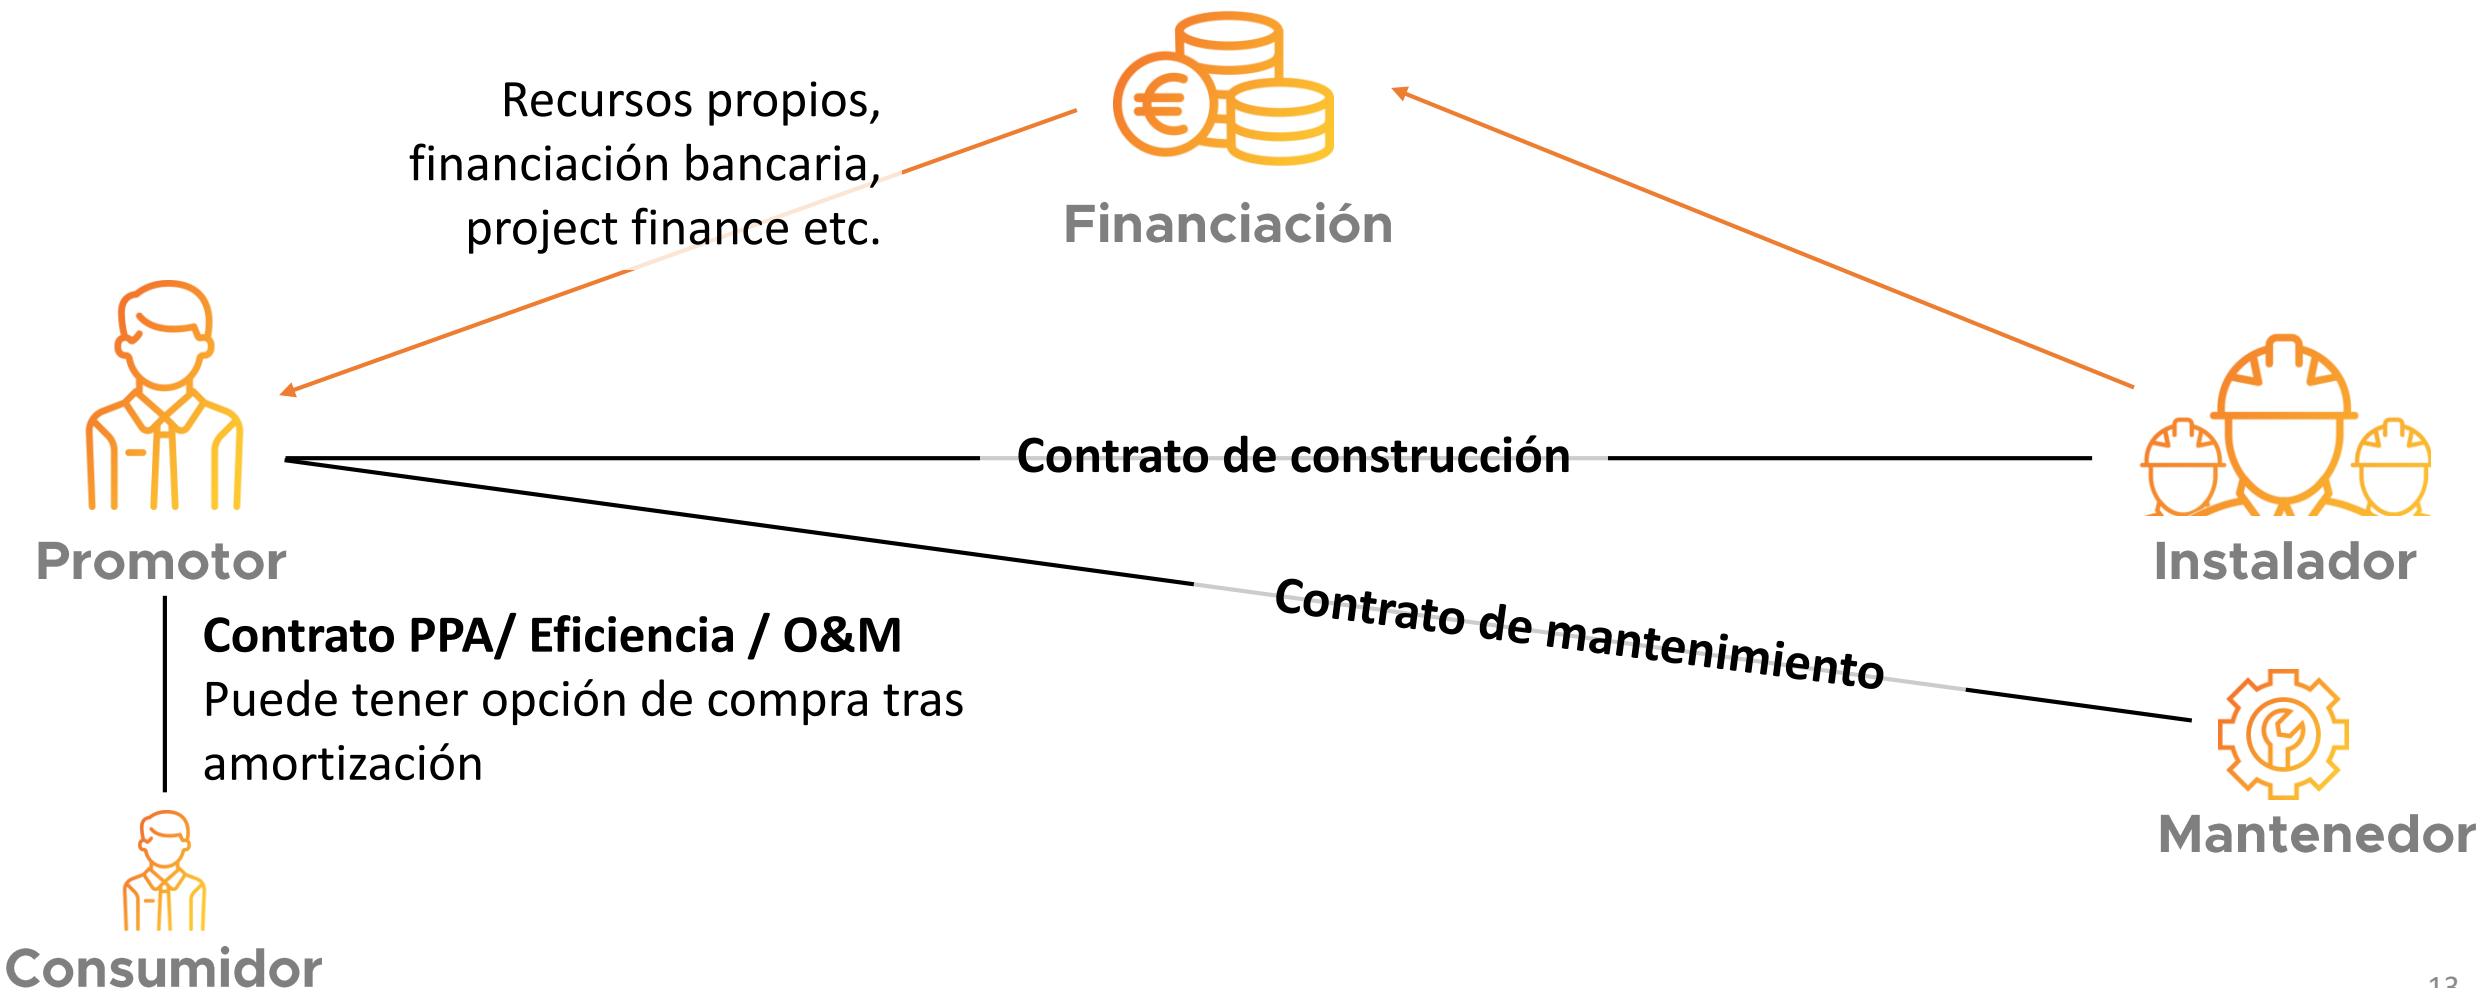 Recursos propios,
financiación bancaria,
project finance etc.
Financiación
Contrato de construcción
Promotor
Instalador
Contrato de mantenimiento
Contrato PPA/ Eficiencia / O&M
Puede tener opción de compra tras
amortización
Mantenedor
Consumidor
13